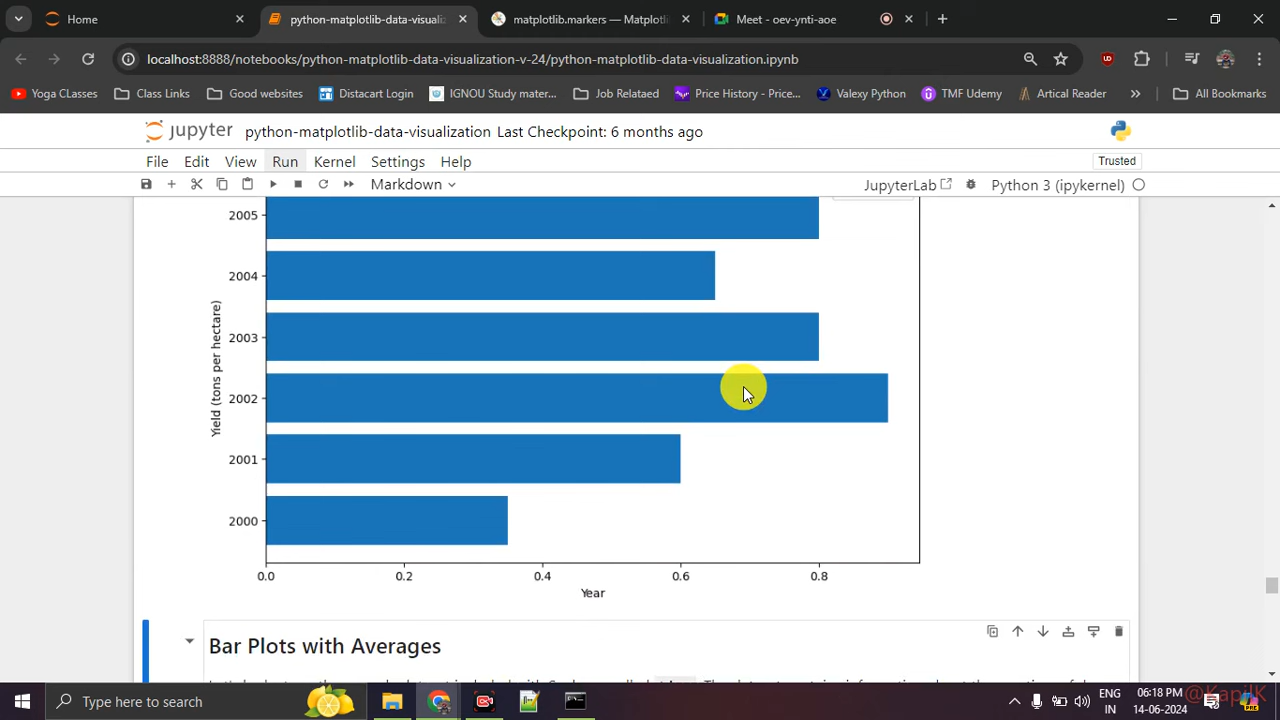 Home
python-matplotlib-data-visuali
matplotlib.markers — Matplotl
Meet - oev-ynti-aoe
localhost:8888/notebooks/python-matplotlib-data-visualization-v-24/python-matplotlib-data-visualization.ipynb
Yoga CLasses
Class Links
Good websites
Distacart Login
IGNOU Study mater...
Job Relataed
Price History - Price...
Valexy Python
TMF Udemy
Artical Reader
All Bookmarks
jupyter python-matplotlib-data-visualization Last Checkpoint: 6 months ago
File Edit View Run Kernel Settings Help
Trusted
Markdown
JupyterLab
Python 3 (ipykernel)
2005
2004
2003
2002
2001
2000
Yield (tons per hectare)
0.0 0.2 0.4 0.6 0.8
Year
Bar Plots with Averages
Type here to search
ENG
IN
06:18 PM
14-06-2024
@KapilK